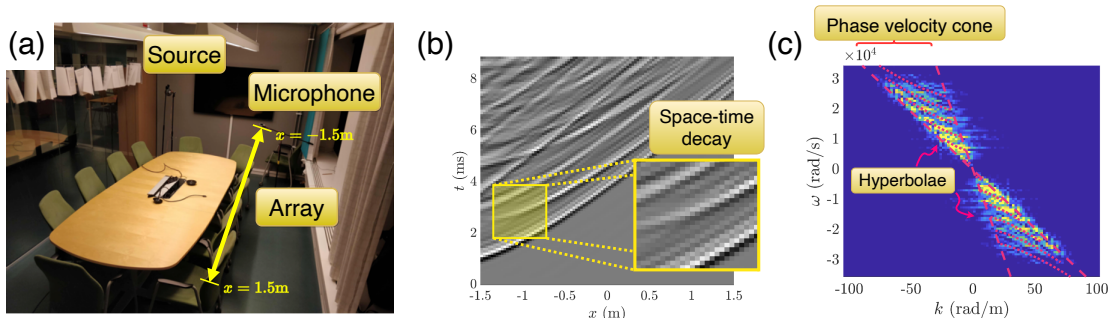 (a)
Source
Microphone
x = −1.5m
Array
x = 1.5m
(b)
Space-time
decay
t (ms)
8
6
4
2
0
-1.5
-1
-0.5
0
0.5
1
1.5
x (m)
(c)
Phase velocity cone
×10⁴
3
2
1
0
-1
-2
-3
Hyperbolae
ω (rad/s)
-100
-50
0
50
100
k (rad/m)